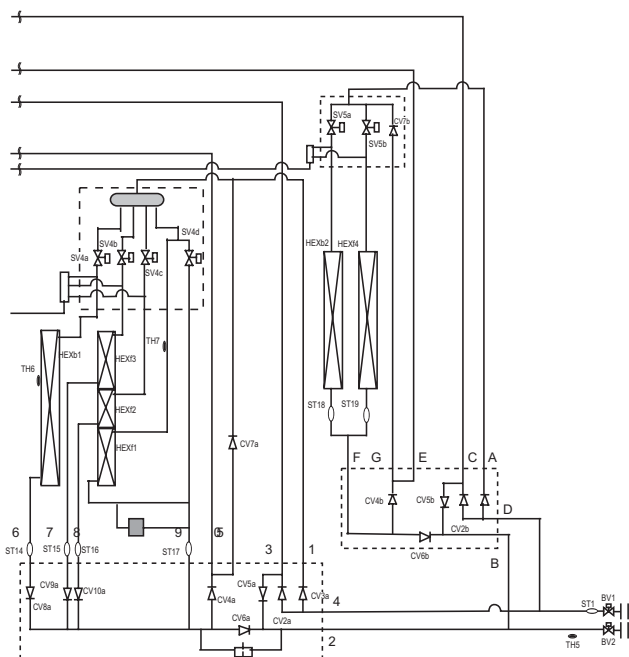 SV5a
CV7b
SV5b
SV4d
SV4b
SV4a
SV4c
HEXb2
HEXf4
TH6
HEXb1
HEXf3
TH7
HEXf2
HEXf1
ST18
ST19
CV7a
F
G
E
C
A
CV4b
CV5b
D
CV2b
CV6b
B
6
7
8
9
5
3
1
ST14
ST15
ST16
ST17
CV9a
CV10a
CV8a
CV4a
CV5a
CV3a
CV2a
CV6a
4
2
ST1
BV1
BV2
TH5